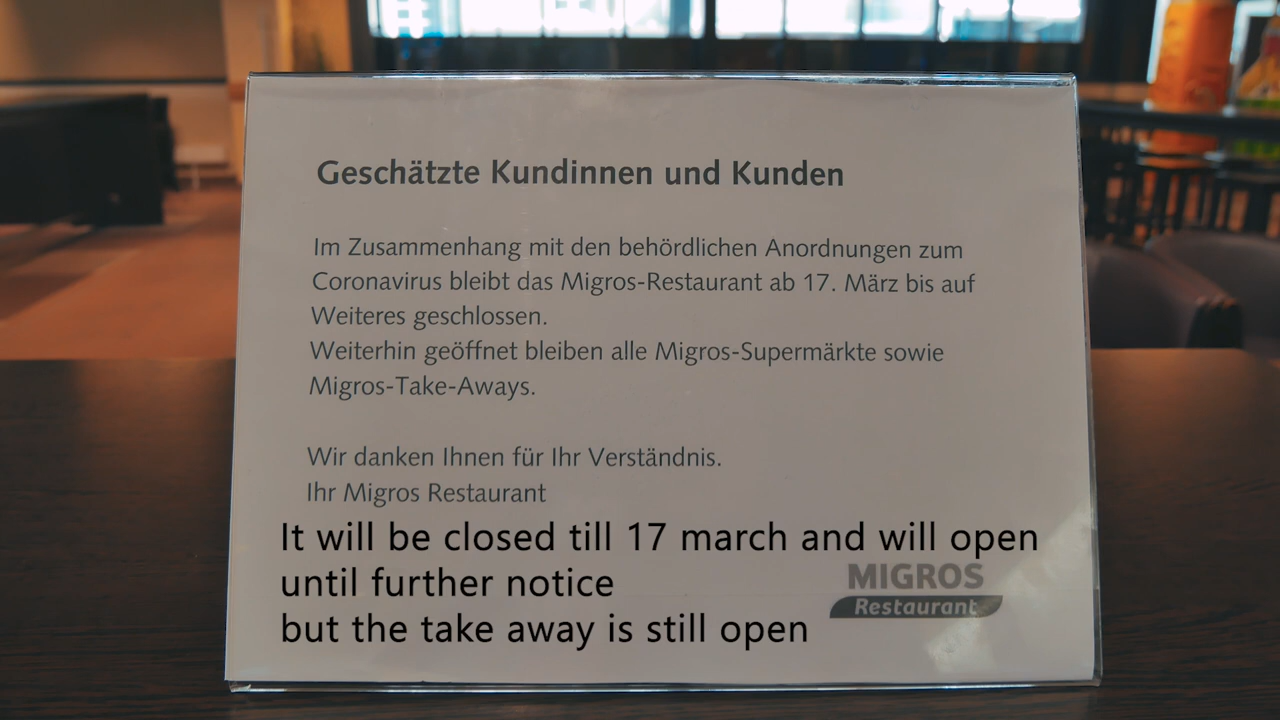 Geschätzte Kundinnen und Kunden
Im Zusammenhang mit den behördlichen Anordnungen zum
Coronavirus bleibt das Migros-Restaurant ab 17. März bis auf
Weiteres geschlossen.
Weiterhin geöffnet bleiben alle Migros-Supermärkte sowie
Migros-Take-Aways.
Wir danken Ihnen für Ihr Verständnis.
Ihr Migros Restaurant
It will be closed till 17 march and will open
until further notice
but the take away is still open
MIGROS
Restaurant